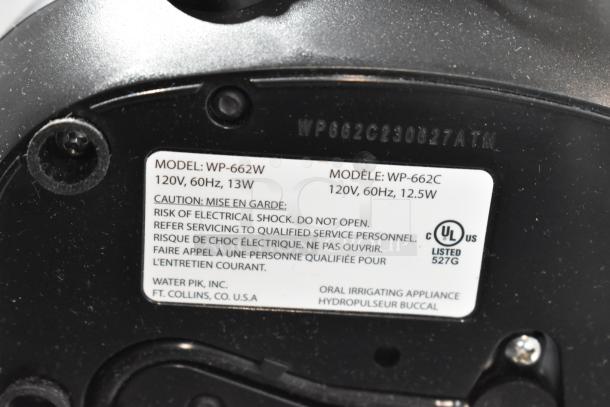 WP662C230627ATM
MODEL: WP-662W
120V, 60Hz, 13W
MODÈLE: WP-662C
120V, 60Hz, 12.5W
CAUTION: MISE EN GARDE:
RISK OF ELECTRICAL SHOCK. DO NOT OPEN.
REFER SERVICING TO QUALIFIED SERVICE PERSONNEL.
RISQUE DE CHOC ÉLECTRIQUE. NE PAS OUVRIR.
FAIRE APPEL À UNE PERSONNE QUALIFIÉE POUR
L'ENTRETIEN COURANT.
C UL US
LISTED
527G
WATER PIK, INC.
FT. COLLINS, CO. U.S.A
ORAL IRRIGATING APPLIANCE
HYDROPULSEUR BUCCAL